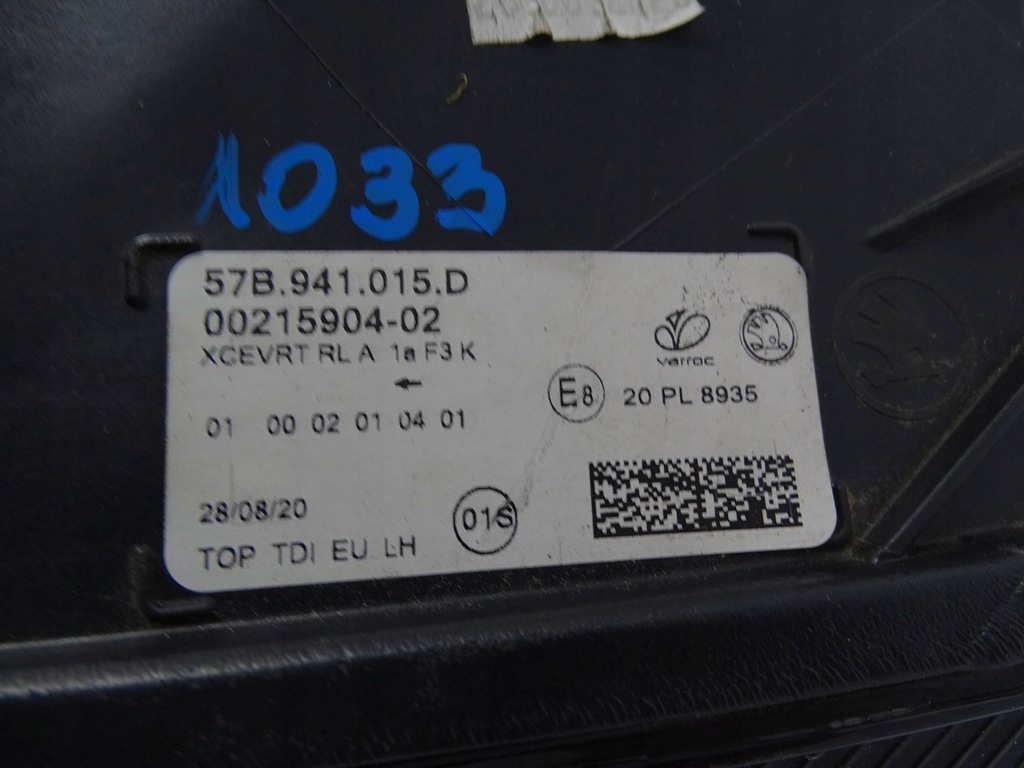 1033
57B.941.015.D
00215904-02
XCEVRT RL A 1a F3 K
varroc
←
E8 20 PL 8935
01 00 02 01 04 01
28/08/20
01S
TOP TDI EU LH